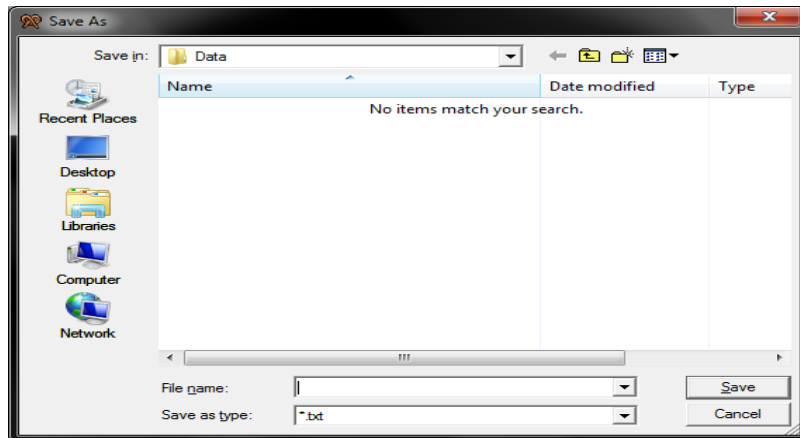 Save As
Save in: Data
Name Date modified Type
No items match your search.
Recent Places
Desktop
Libraries
Computer
Network
File name: Save
Save as type: *.txt Cancel